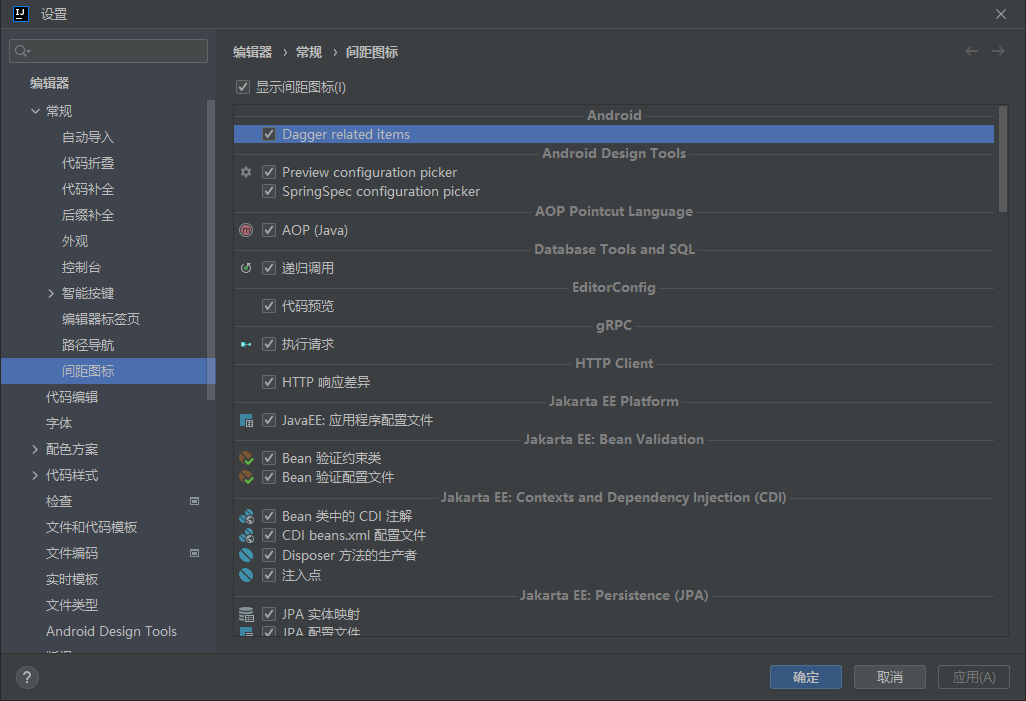 IJ
设置
编辑器
常规
自动导入
代码折叠
代码补全
后缀补全
外观
控制台
智能按键
编辑器标签页
路径导航
间距图标
代码编辑
字体
配色方案
代码样式
检查
文件和代码模板
文件编码
实时模板
文件类型
Android Design Tools
编辑器 › 常规 › 间距图标
显示间距图标(I)
Android
Dagger related items
Android Design Tools
Preview configuration picker
SpringSpec configuration picker
AOP Pointcut Language
AOP (Java)
Database Tools and SQL
递归调用
EditorConfig
代码预览
gRPC
执行请求
HTTP Client
HTTP 响应差异
Jakarta EE Platform
JavaEE: 应用程序配置文件
Jakarta EE: Bean Validation
Bean 验证约束类
Bean 验证配置文件
Jakarta EE: Contexts and Dependency Injection (CDI)
Bean 类中的 CDI 注解
CDI beans.xml 配置文件
Disposer 方法的生产者
注入点
Jakarta EE: Persistence (JPA)
JPA 实体映射
JPA 配置文件
?
确定
取消
应用(A)